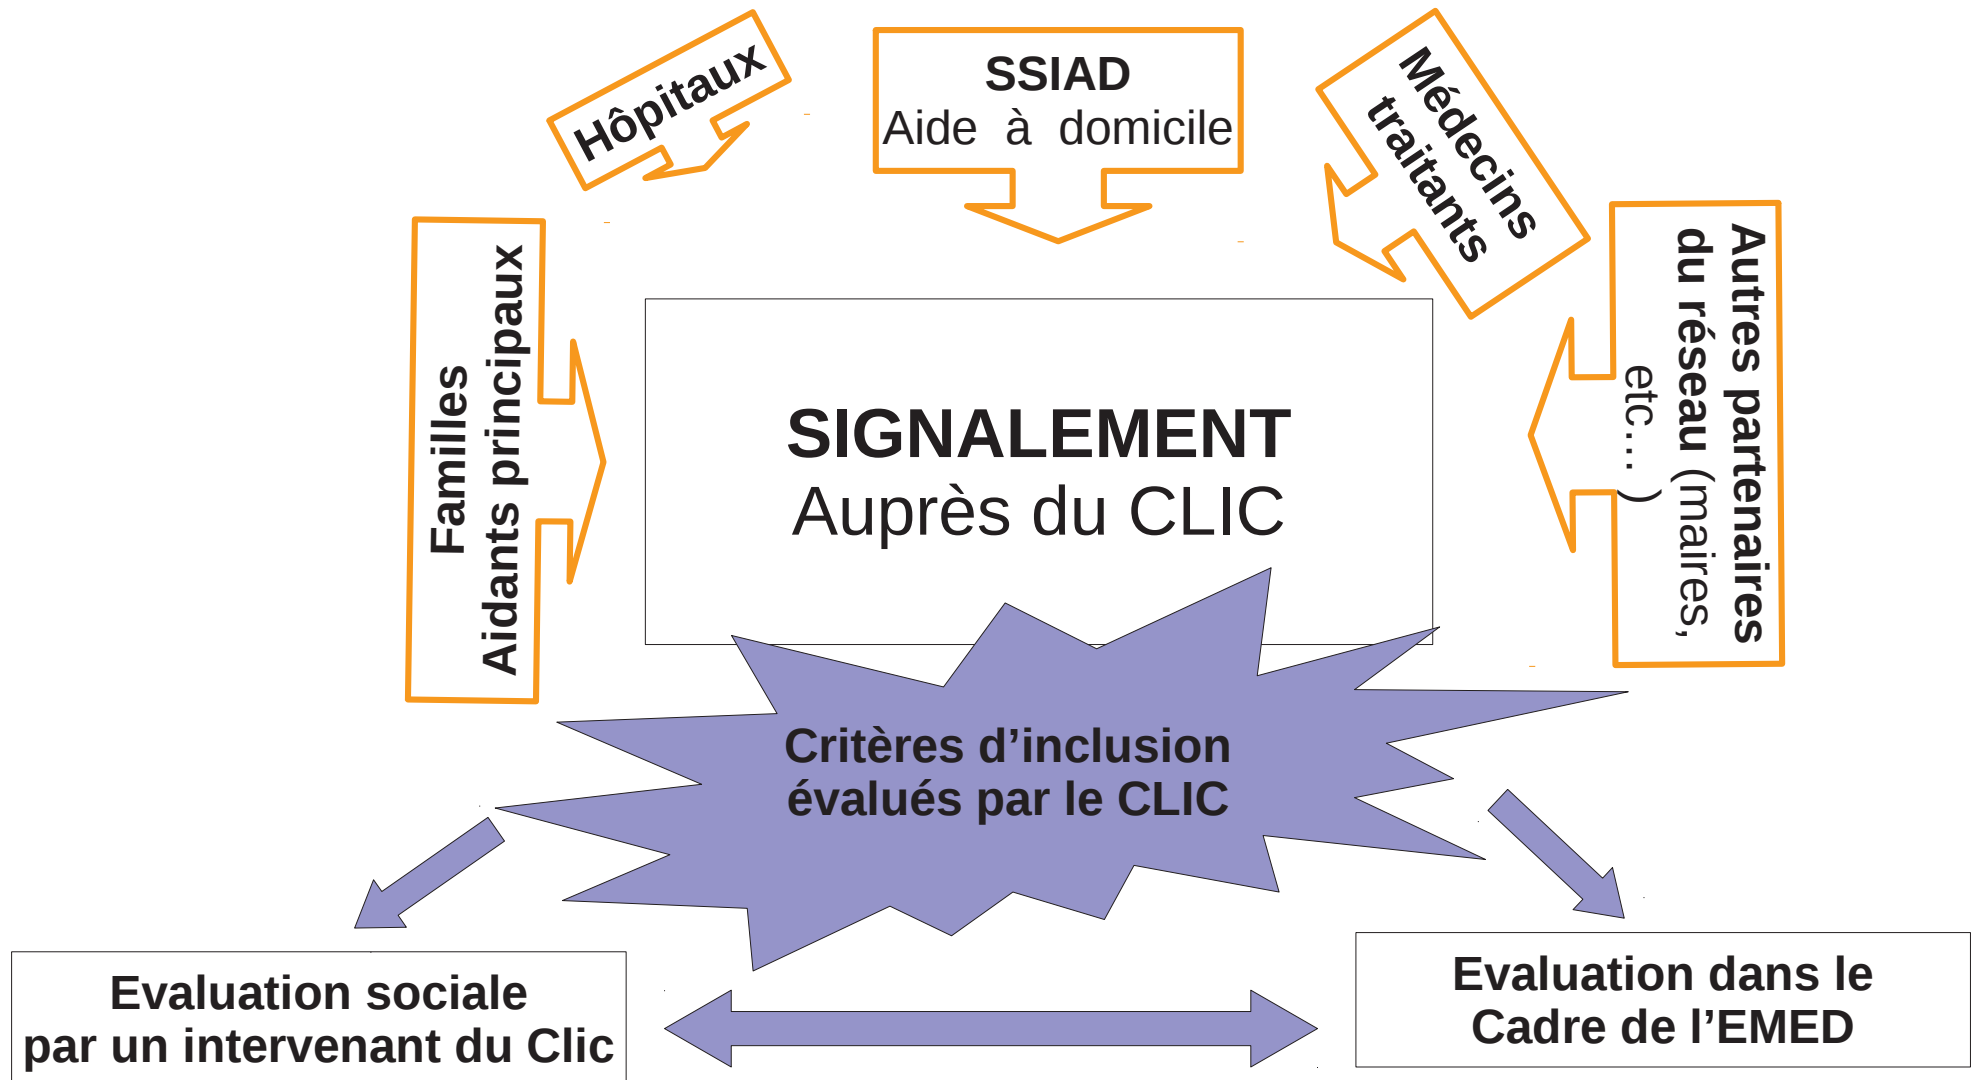 Hôpitaux
SSIAD
Aide à domicile
Médecins
traitants
Familles
Aidants principaux
Autres partenaires
du réseau (maires,
etc… )
SIGNALEMENT
Auprès du CLIC
Critères d’inclusion
évalués par le CLIC
Evaluation sociale
par un intervenant du Clic
Evaluation dans le
Cadre de l’EMED